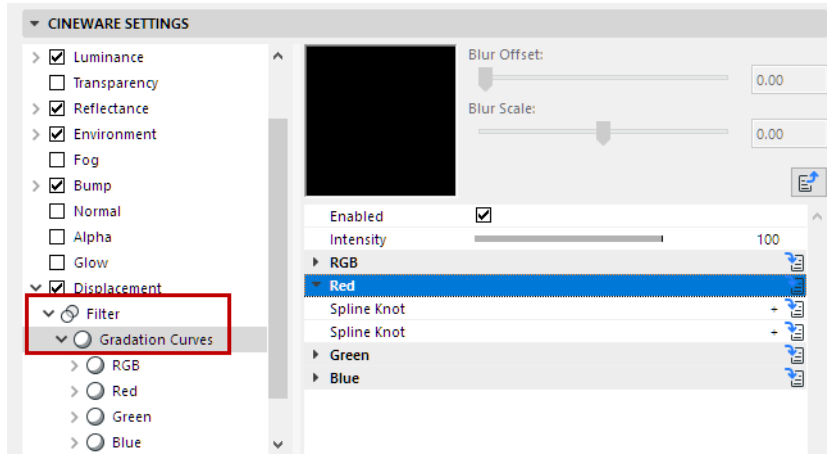 CINEWARE SETTINGS
Luminance
Transparency
Reflectance
Environment
Fog
Bump
Normal
Alpha
Glow
Displacement
Filter
Gradation Curves
RGB
Red
Green
Blue
Blur Offset:
0.00
Blur Scale:
0.00
Enabled
Intensity 100
RGB
Red
Spline Knot +
Spline Knot +
Green
Blue